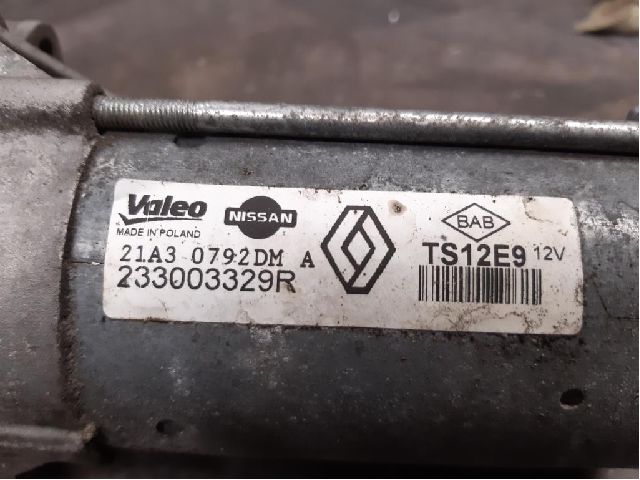 Valeo
MADE IN POLAND
NISSAN
21A3 0792DM A
233003329R
BAB
TS12E9 12V